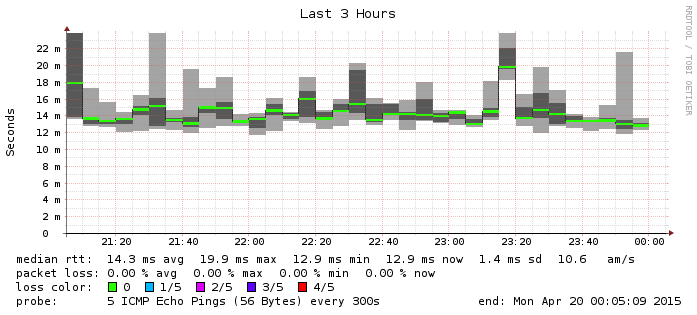 Last 3 Hours
RRDTOOL / TOBI OETIKER
Seconds
22 m
20 m
18 m
16 m
14 m
12 m
10 m
8 m
6 m
4 m
2 m
0
21:20 21:40 22:00 22:20 22:40 23:00 23:20 23:40 00:00
median rtt: 14.3 ms avg 19.9 ms max 12.9 ms min 12.9 ms now 1.4 ms sd 10.6 am/s
packet loss: 0.00 % avg 0.00 % max 0.00 % min 0.00 % now
loss color: 0 1/5 2/5 3/5 4/5
probe: 5 ICMP Echo Pings (56 Bytes) every 300s end: Mon Apr 20 00:05:09 2015